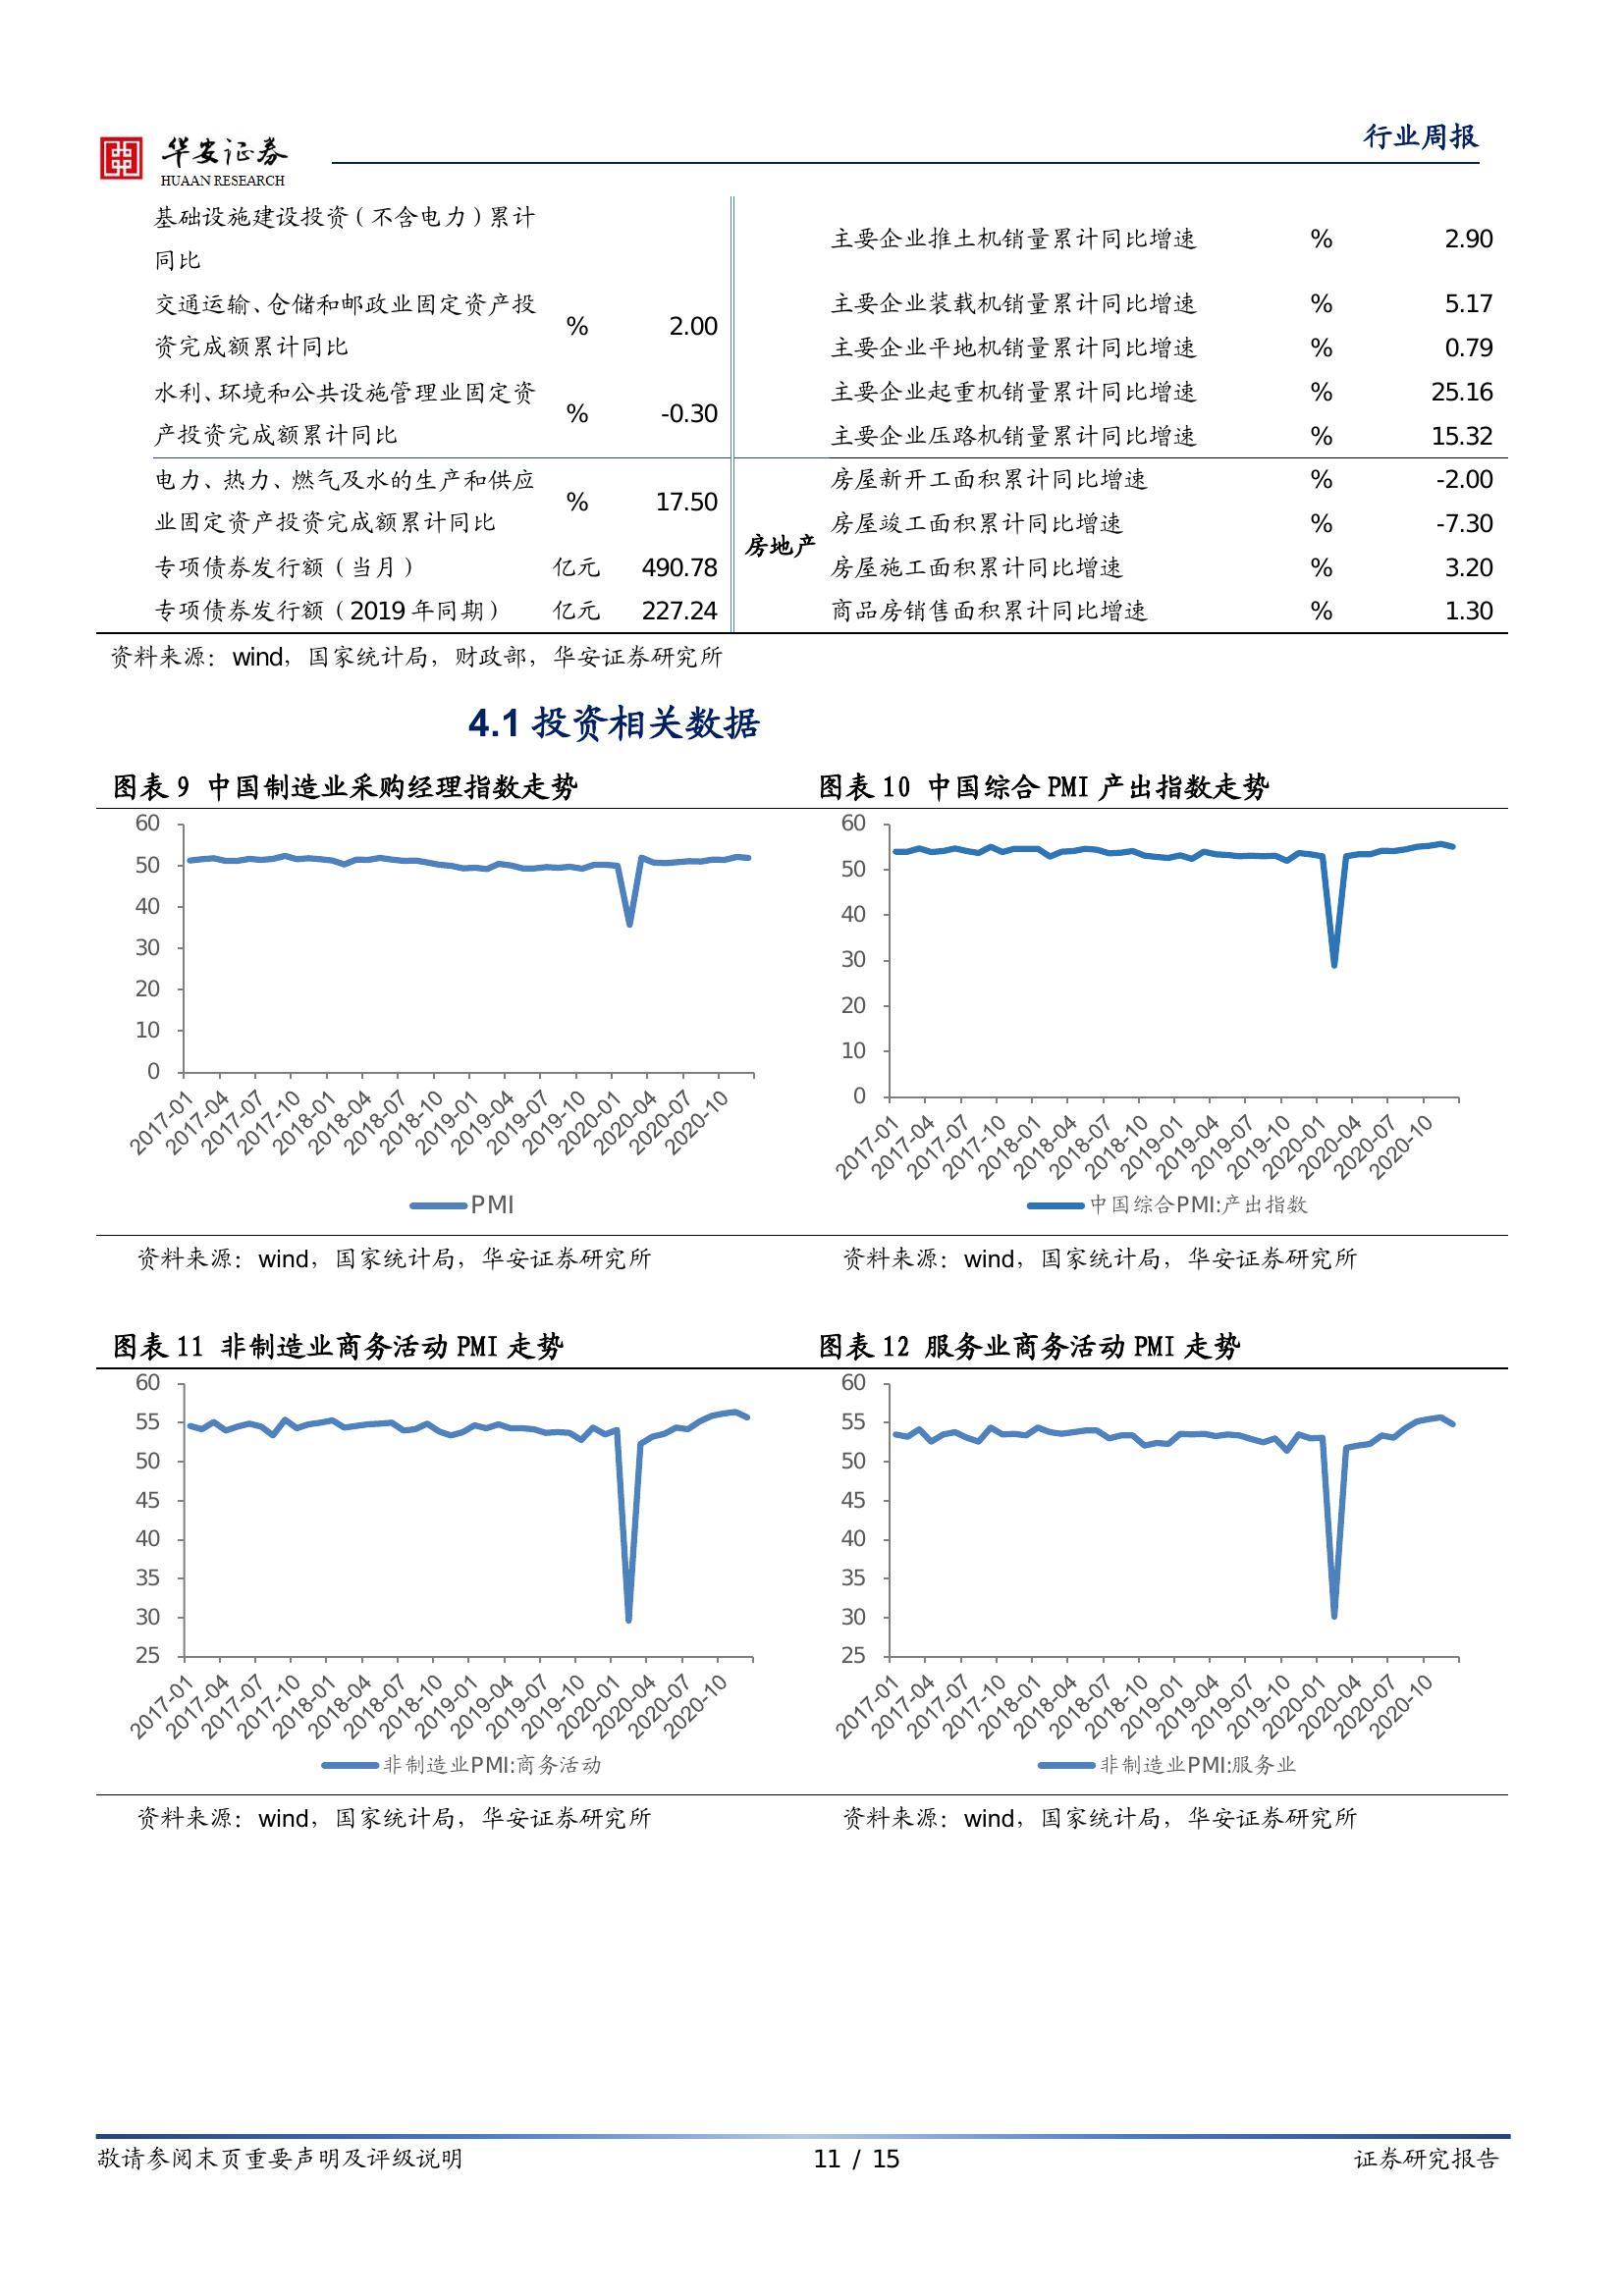 华安证券
HUAAN RESEARCH
行业周报
基础设施建设投资（不含电力）累计
同比
主要企业推土机销量累计同比增速 % 2.90
交通运输、仓储和邮政业固定资产投
资完成额累计同比 % 2.00
主要企业装载机销量累计同比增速 % 5.17
主要企业平地机销量累计同比增速 % 0.79
水利、环境和公共设施管理业固定资
产投资完成额累计同比 % -0.30
主要企业起重机销量累计同比增速 % 25.16
主要企业压路机销量累计同比增速 % 15.32
电力、热力、燃气及水的生产和供应
业固定资产投资完成额累计同比 % 17.50
专项债券发行额（当月） 亿元 490.78
专项债券发行额（2019 年同期） 亿元 227.24
房地产
房屋新开工面积累计同比增速 % -2.00
房屋竣工面积累计同比增速 % -7.30
房屋施工面积累计同比增速 % 3.20
商品房销售面积累计同比增速 % 1.30
资料来源：wind，国家统计局，财政部，华安证券研究所
4.1 投资相关数据
图表 9 中国制造业采购经理指数走势
60
50
40
30
20
10
0
2017-01 2017-04 2017-07 2017-10 2018-01 2018-04 2018-07 2018-10 2019-01 2019-04 2019-07 2019-10 2020-01 2020-04 2020-07 2020-10
PMI
资料来源：wind，国家统计局，华安证券研究所
图表 10 中国综合 PMI 产出指数走势
60
50
40
30
20
10
0
2017-01 2017-04 2017-07 2017-10 2018-01 2018-04 2018-07 2018-10 2019-01 2019-04 2019-07 2019-10 2020-01 2020-04 2020-07 2020-10
中国综合PMI:产出指数
资料来源：wind，国家统计局，华安证券研究所
图表 11 非制造业商务活动 PMI 走势
60
55
50
45
40
35
30
25
2017-01 2017-04 2017-07 2017-10 2018-01 2018-04 2018-07 2018-10 2019-01 2019-04 2019-07 2019-10 2020-01 2020-04 2020-07 2020-10
非制造业PMI:商务活动
资料来源：wind，国家统计局，华安证券研究所
图表 12 服务业商务活动 PMI 走势
60
55
50
45
40
35
30
25
2017-01 2017-04 2017-07 2017-10 2018-01 2018-04 2018-07 2018-10 2019-01 2019-04 2019-07 2019-10 2020-01 2020-04 2020-07 2020-10
非制造业PMI:服务业
资料来源：wind，国家统计局，华安证券研究所
敬请参阅末页重要声明及评级说明 11 / 15 证券研究报告